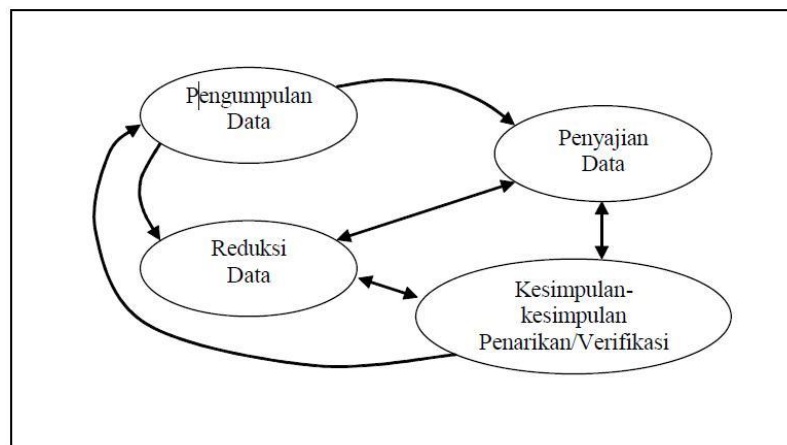 Pengumpulan
Data
Penyajian
Data
Reduksi
Data
Kesimpulan-
kesimpulan
Penarikan/Verifikasi